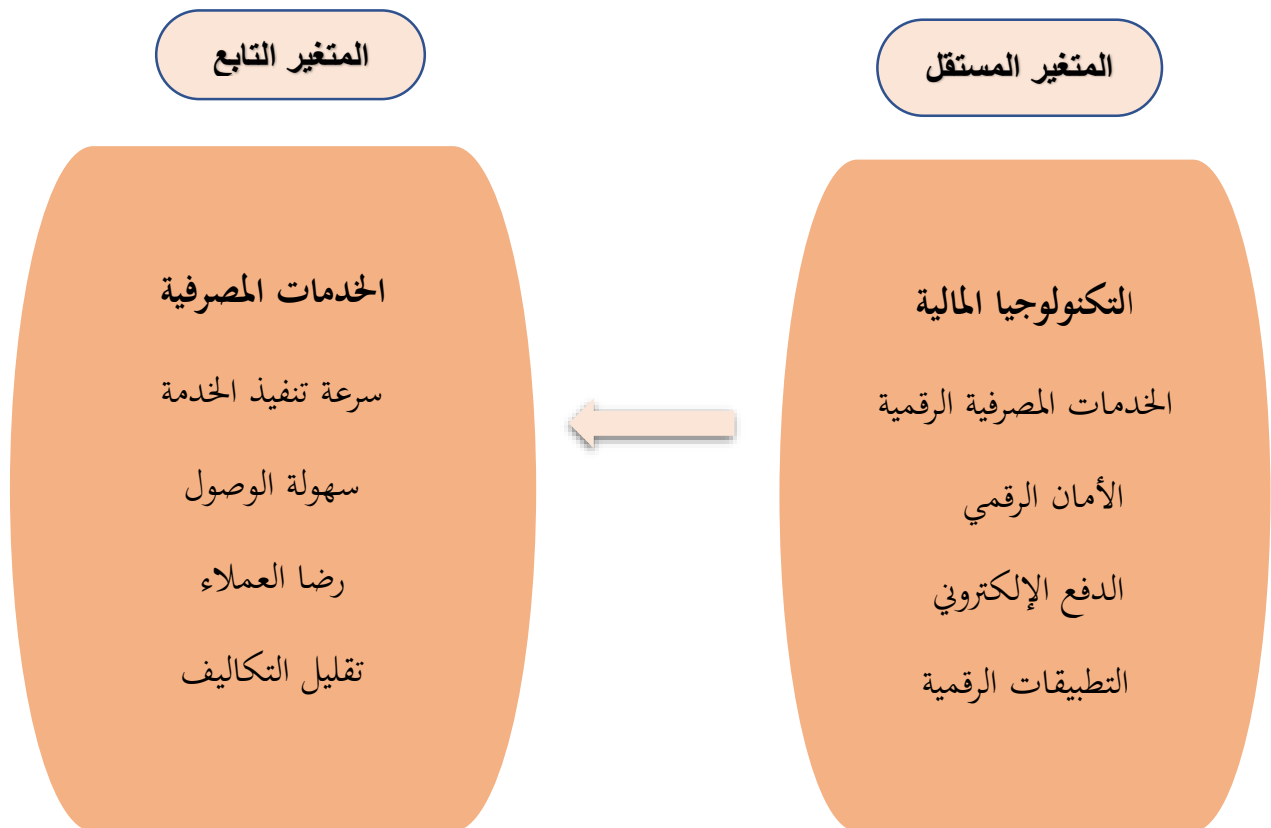 المتغير المستقل
المتغير التابع
التكنولوجيا المالية
الخدمات المصرفية الرقمية
الأمان الرقمي
الدفع الإلكتروني
التطبيقات الرقمية
الخدمات المصرفية
سرعة تنفيذ الخدمة
سهولة الوصول
رضا العملاء
تقليل التكاليف